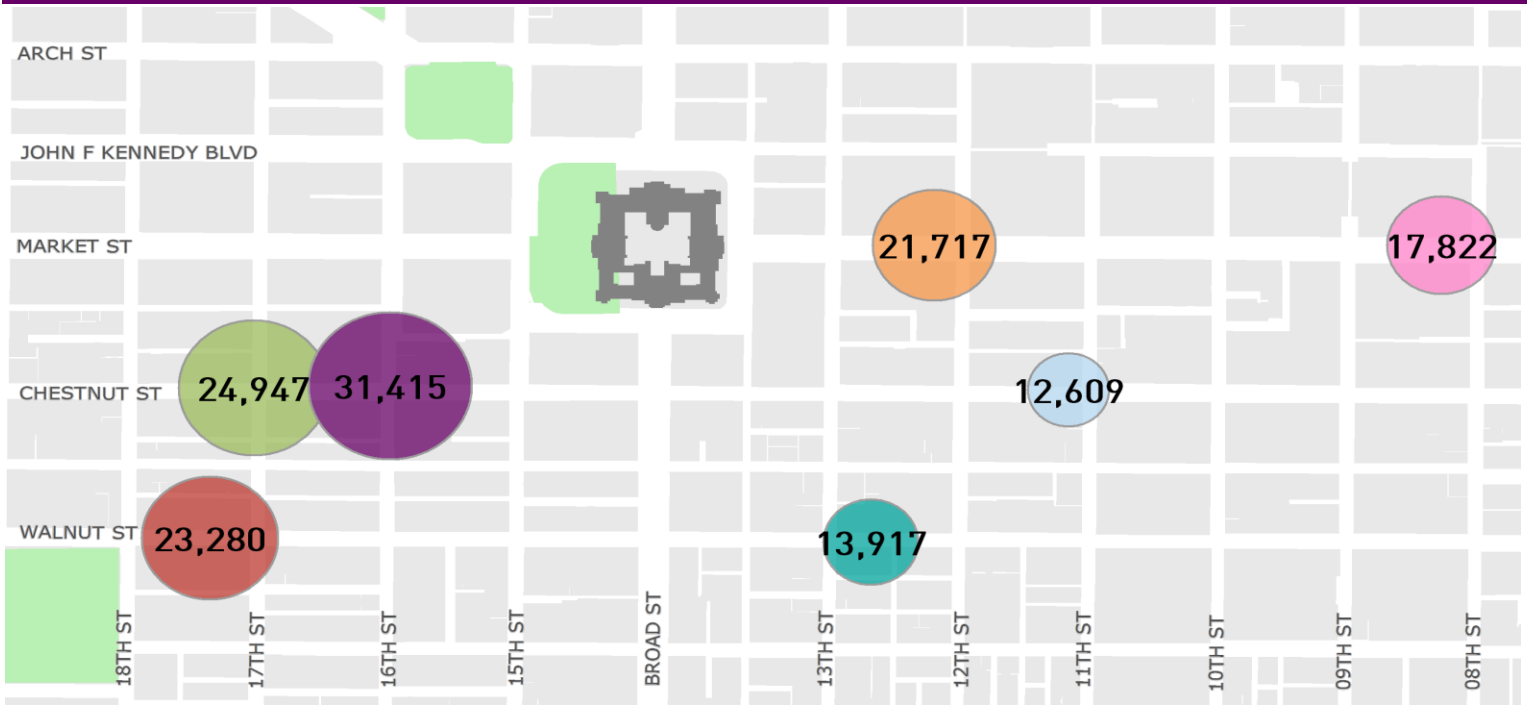 ARCH ST
JOHN F KENNEDY BLVD
MARKET ST
21,717
17,822
CHESTNUT ST
24,947
31,415
12,609
WALNUT ST
23,280
13,917
18TH ST
17TH ST
16TH ST
15TH ST
BROAD ST
13TH ST
12TH ST
11TH ST
10TH ST
09TH ST
08TH ST